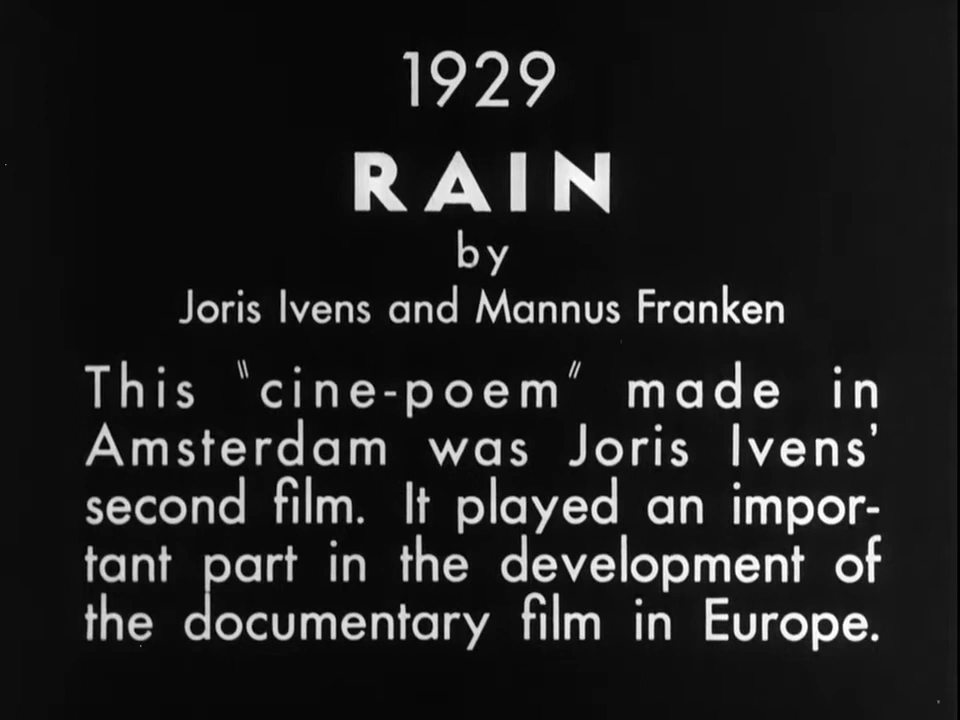 1929
RAIN
by
Joris Ivens and Mannus Franken
This "cine-poem" made in
Amsterdam was Joris Ivens'
second film. It played an impor-
tant part in the development of
the documentary film in Europe.